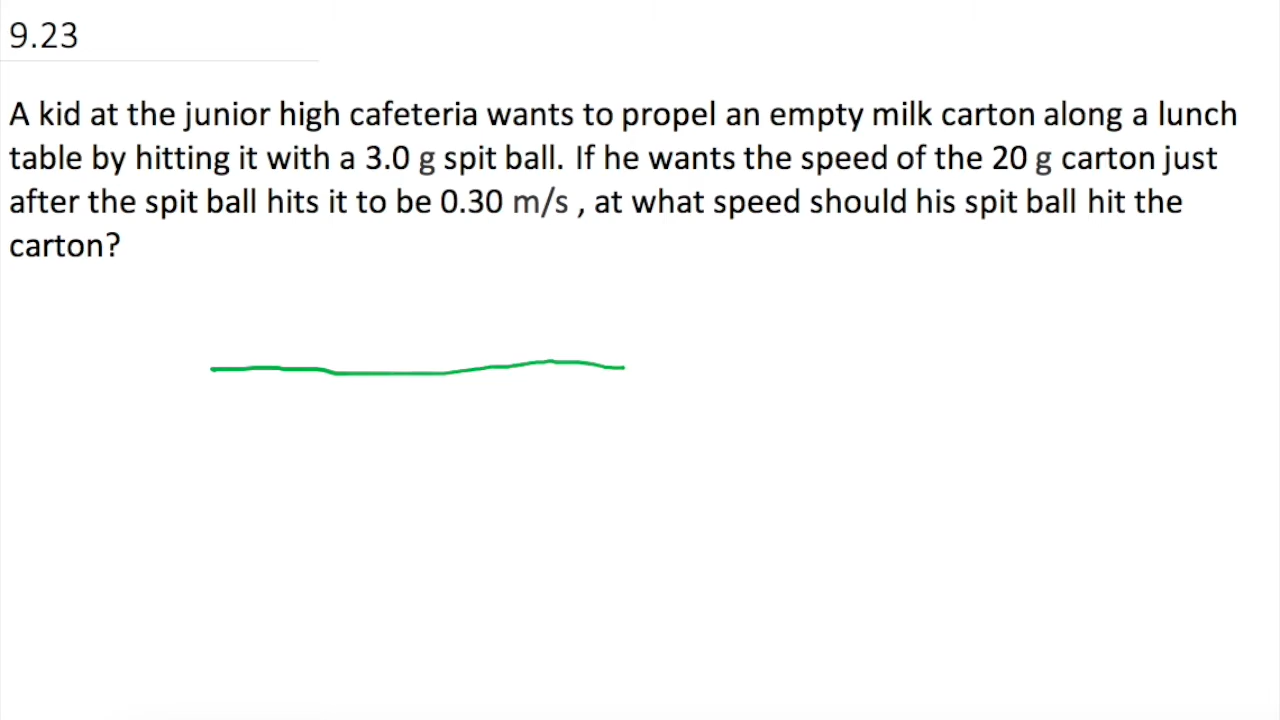 9.23
A kid at the junior high cafeteria wants to propel an empty milk carton along a lunch
table by hitting it with a 3.0 g spit ball. If he wants the speed of the 20 g carton just
after the spit ball hits it to be 0.30 m/s , at what speed should his spit ball hit the
carton?